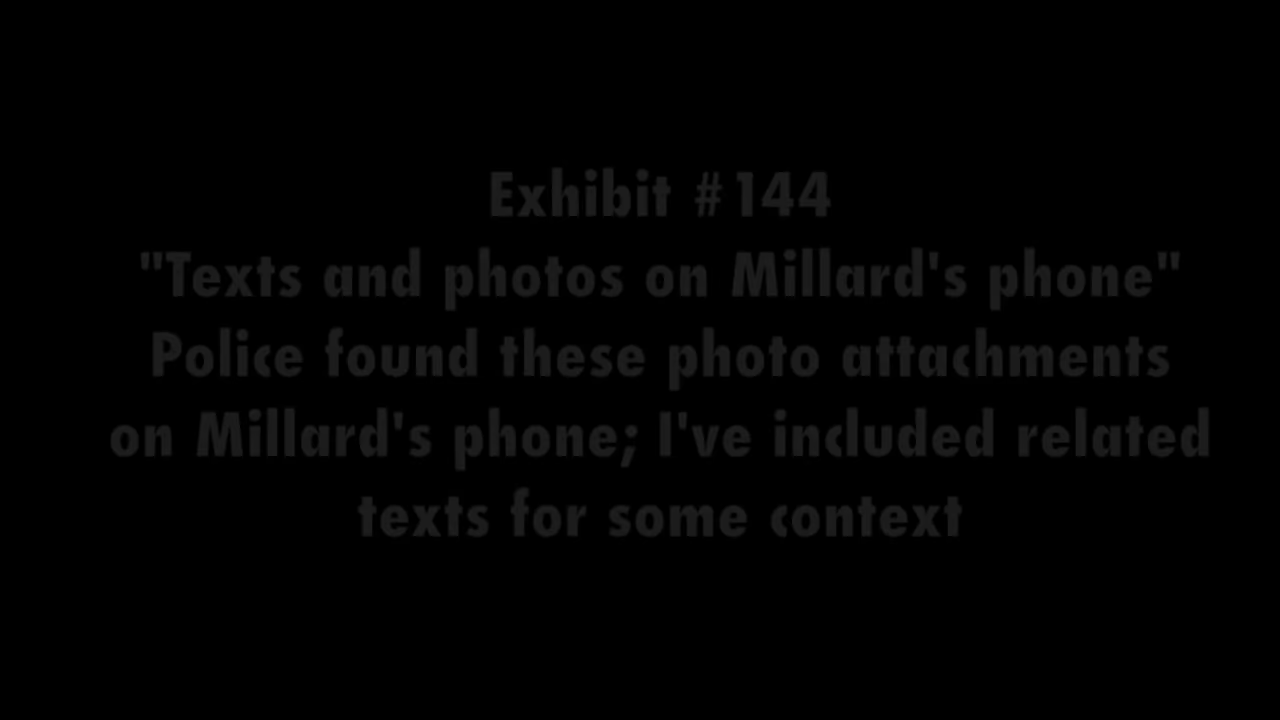 Exhibit #144
"Texts and photos on Millard's phone"
Police found these photo attachments
on Millard's phone; I've included related
texts for some context